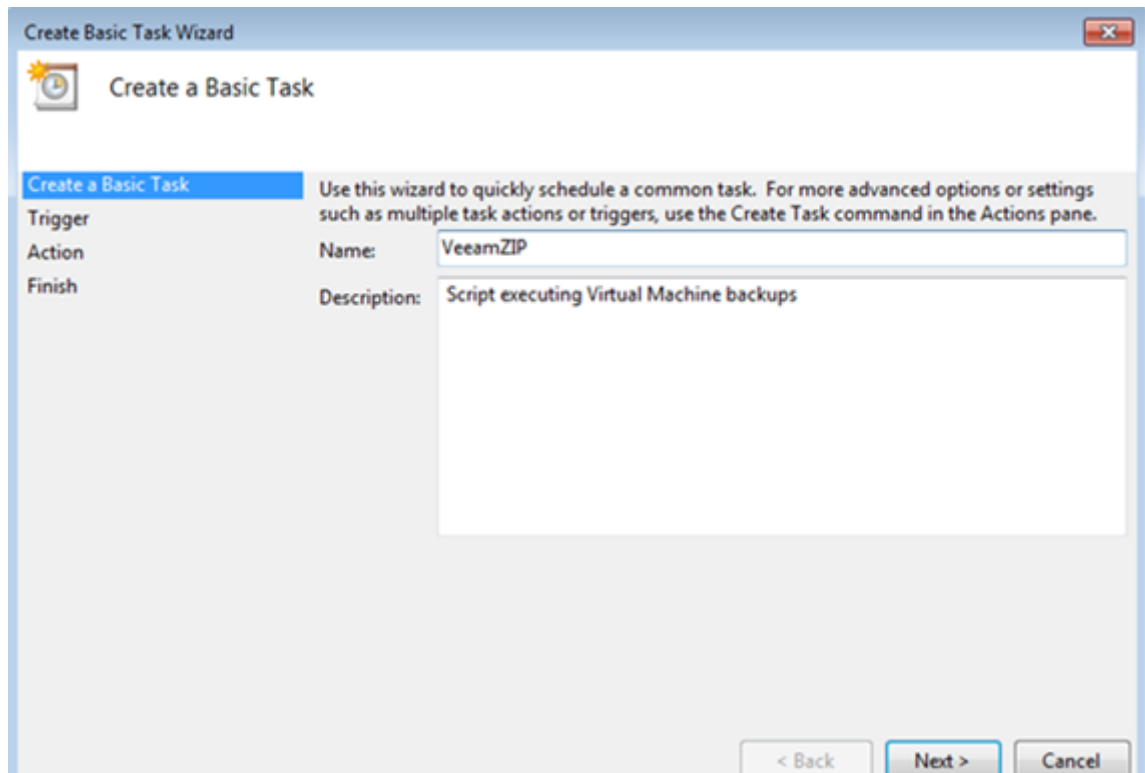 Create Basic Task Wizard
Create a Basic Task
Create a Basic Task
Trigger
Action
Finish
Use this wizard to quickly schedule a common task.  For more advanced options or settings
such as multiple task actions or triggers, use the Create Task command in the Actions pane.
Name:
VeeamZIP
Description:
Script executing Virtual Machine backups
< Back
Next >
Cancel